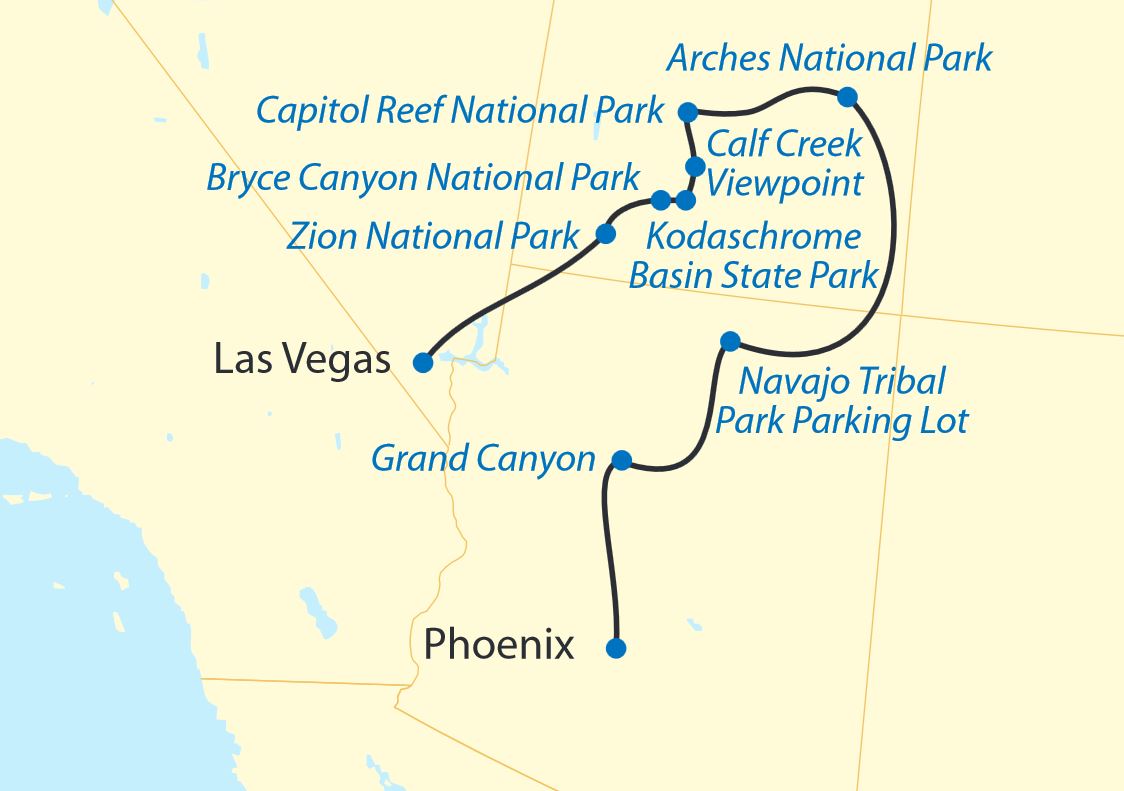 Arches National Park
Capitol Reef National Park
Calf Creek
Viewpoint
Bryce Canyon National Park
Zion National Park
Kodaschrome
Basin State Park
Las Vegas
Navajo Tribal
Park Parking Lot
Grand Canyon
Phoenix